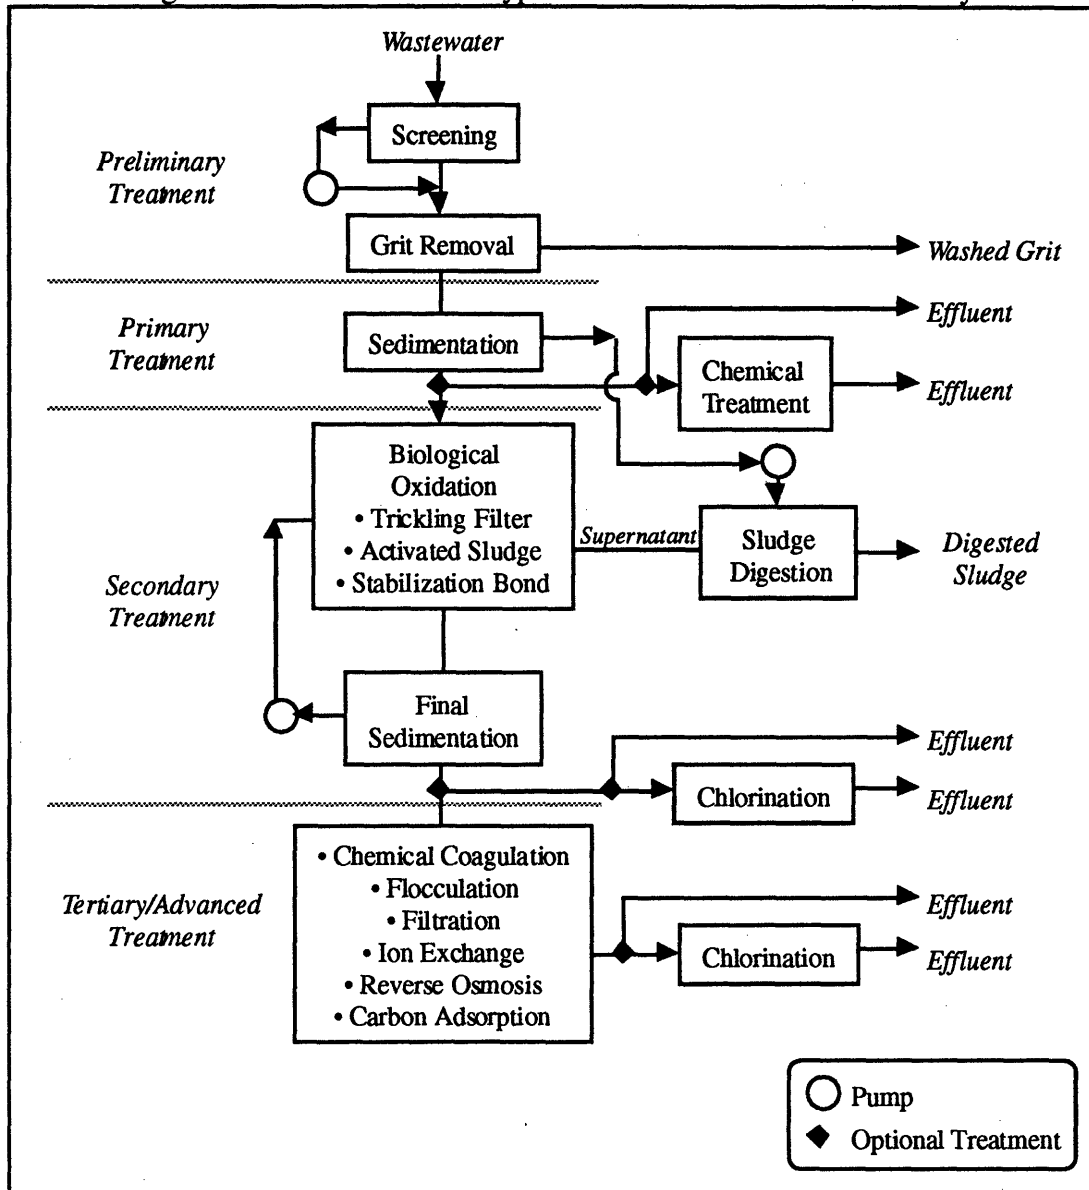 Wastewater
Screening
Preliminary
Treatment
Grit Removal
Washed Grit
Effluent
Primary
Treatment
Sedimentation
Chemical
Treatment
Effluent
Biological
Oxidation
• Trickling Filter
• Activated Sludge
• Stabilization Bond
Supernatant
Sludge
Digestion
Digested
Sludge
Secondary
Treatment
Final
Sedimentation
Effluent
Chlorination
Effluent
• Chemical Coagulation
• Flocculation
• Filtration
• Ion Exchange
• Reverse Osmosis
• Carbon Adsorption
Tertiary/Advanced
Treatment
Effluent
Chlorination
Effluent
Pump
Optional Treatment